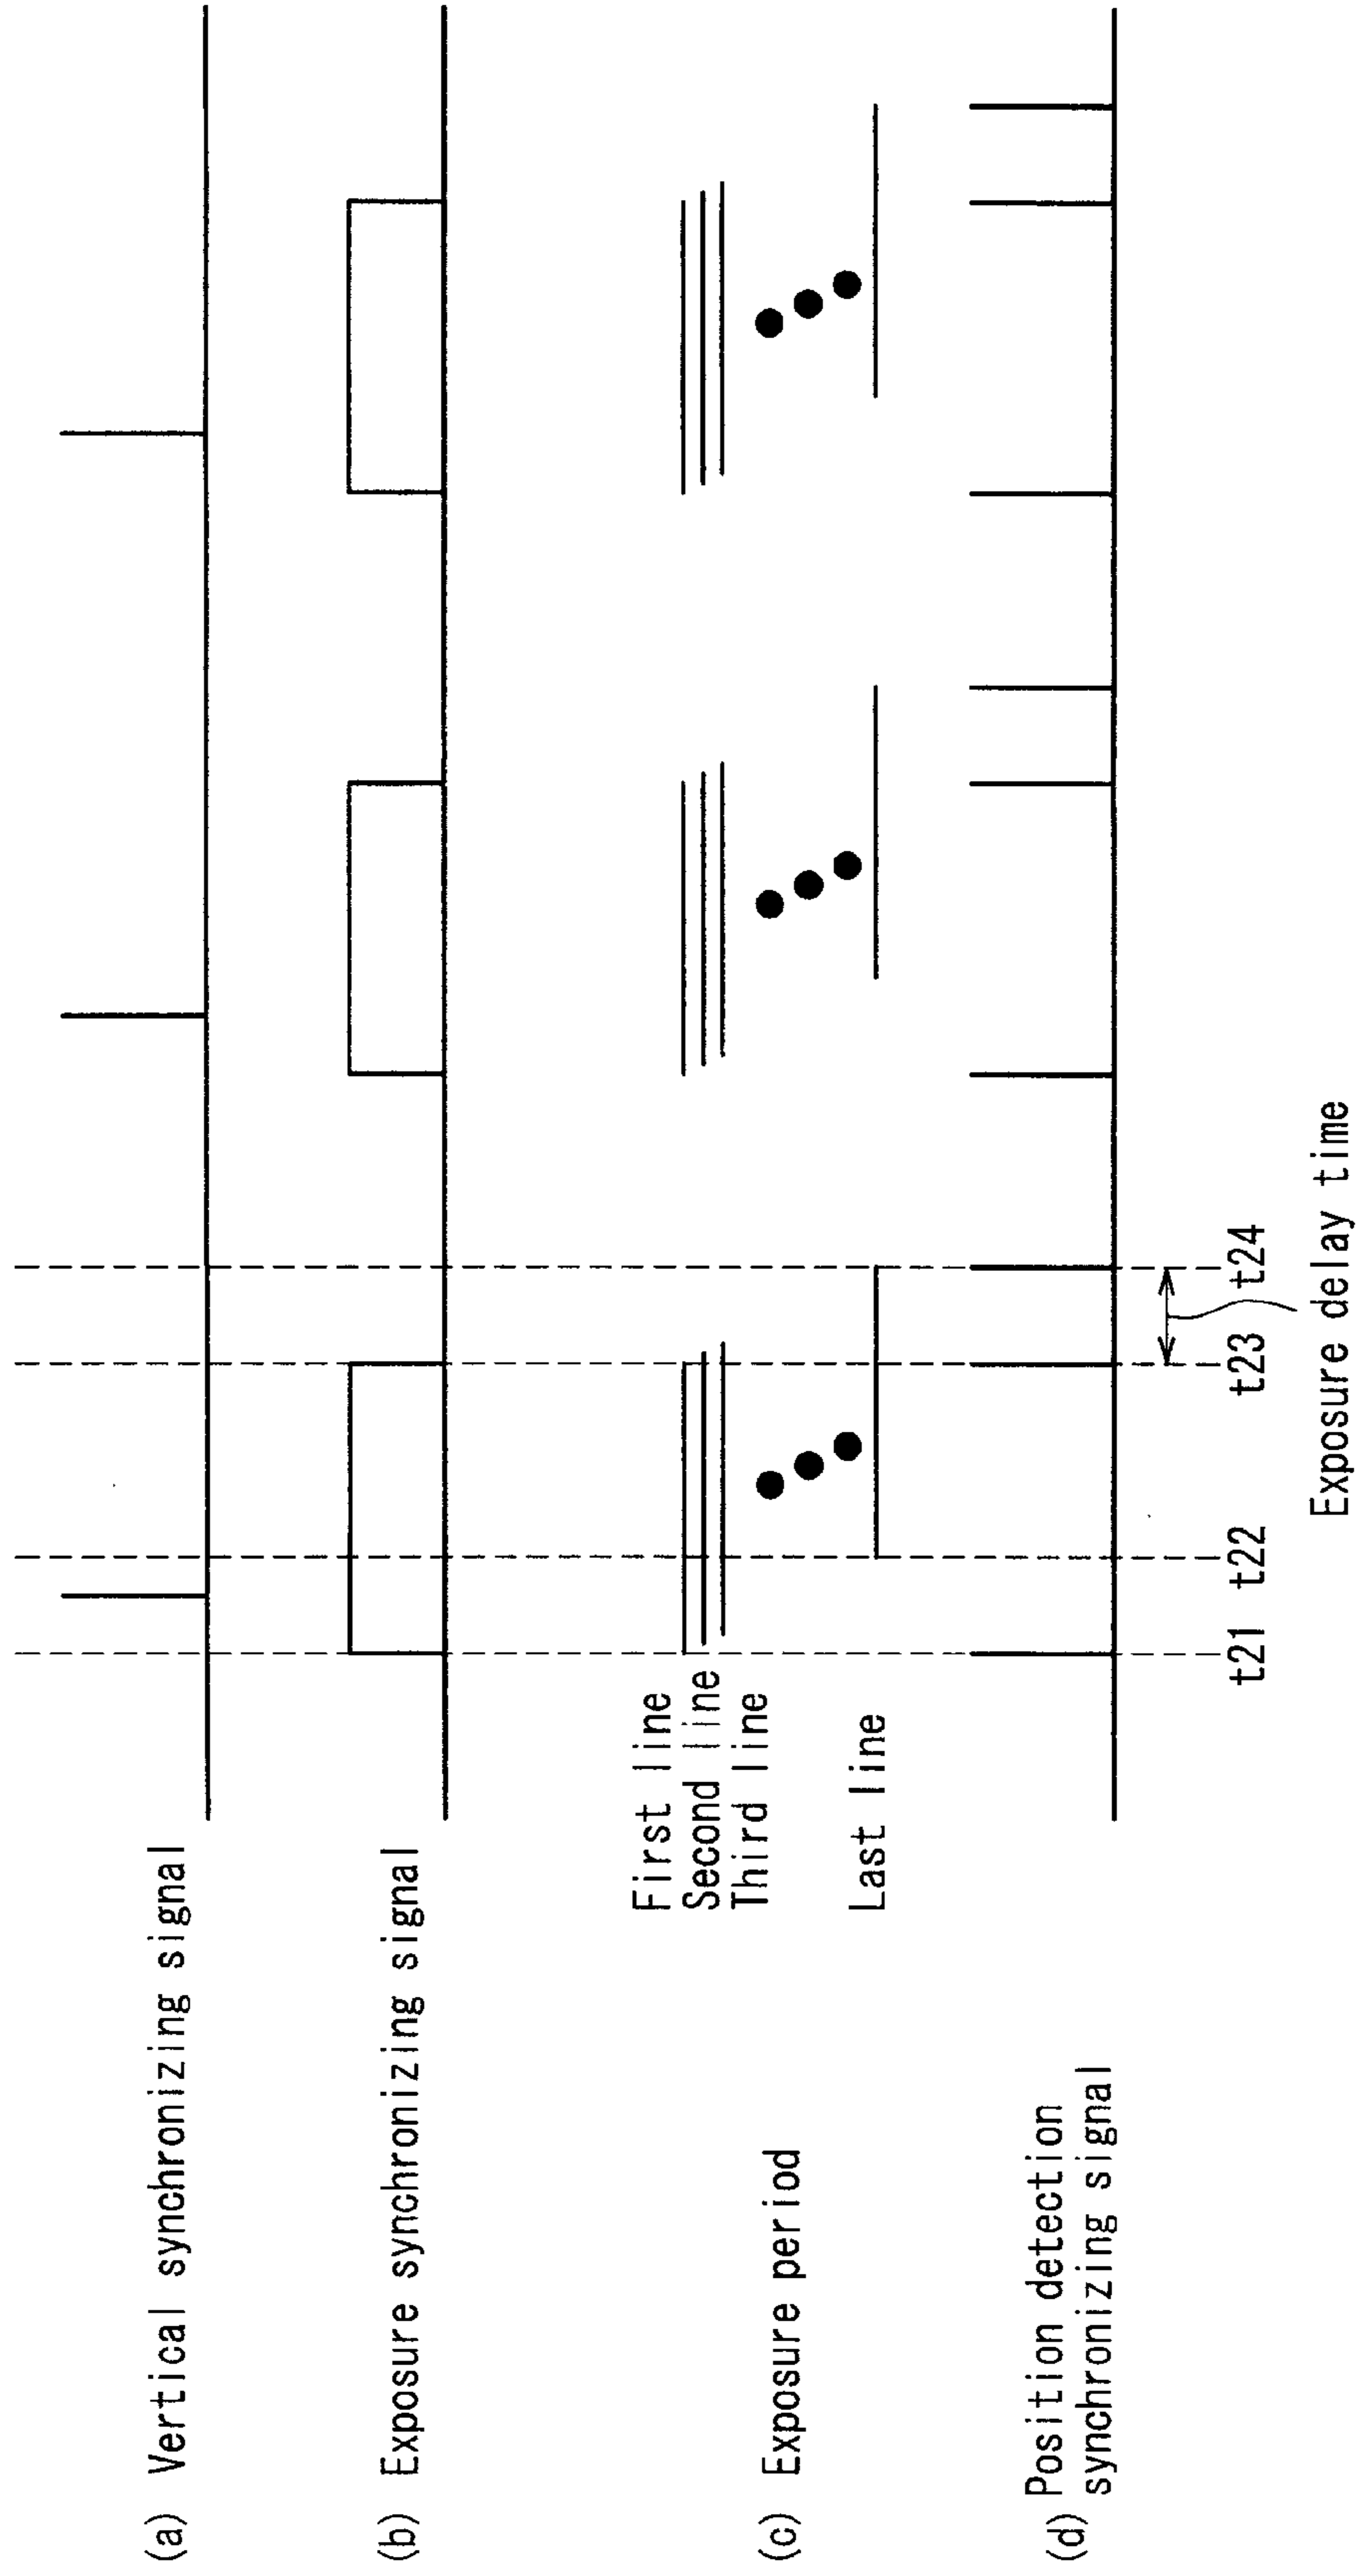 (a) Vertical synchronizing signal
(b) Exposure synchronizing signal
First line
Second line
Third line
Last line
(c) Exposure period
(d) Position detection
synchronizing signal
t21 t22 t23 t24
Exposure delay time